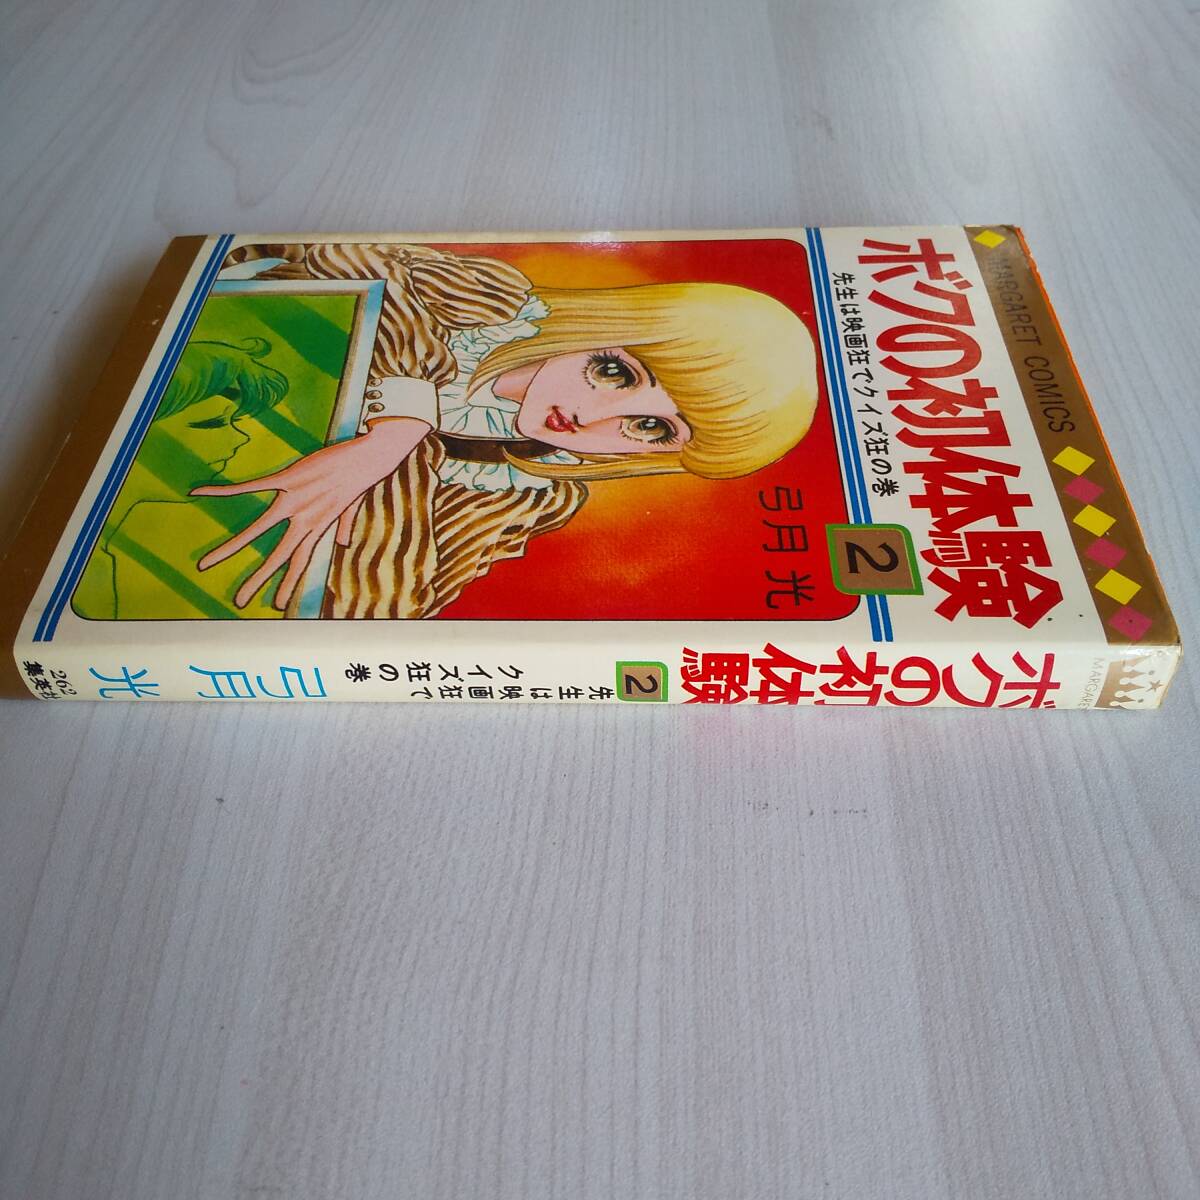 MARGARET COMICS
ボクの初体験
先生は映画狂でクイズ狂の巻
2
弓月光
MARGARE
ボクの初体験
2
先生は映画狂で
クイズ狂の巻
弓月光
262
集英社